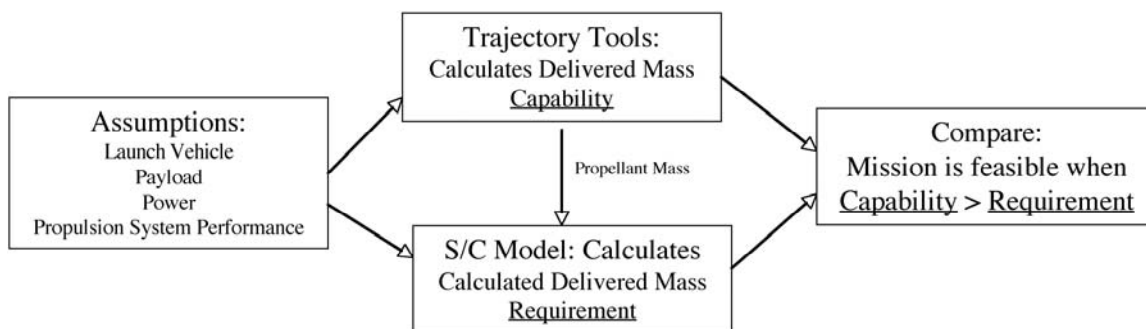 Assumptions:
Launch Vehicle
Payload
Power
Propulsion System Performance
Trajectory Tools:
Calculates Delivered Mass
Capability
Propellant Mass
S/C Model: Calculates
Calculated Delivered Mass
Requirement
Compare:
Mission is feasible when
Capability > Requirement